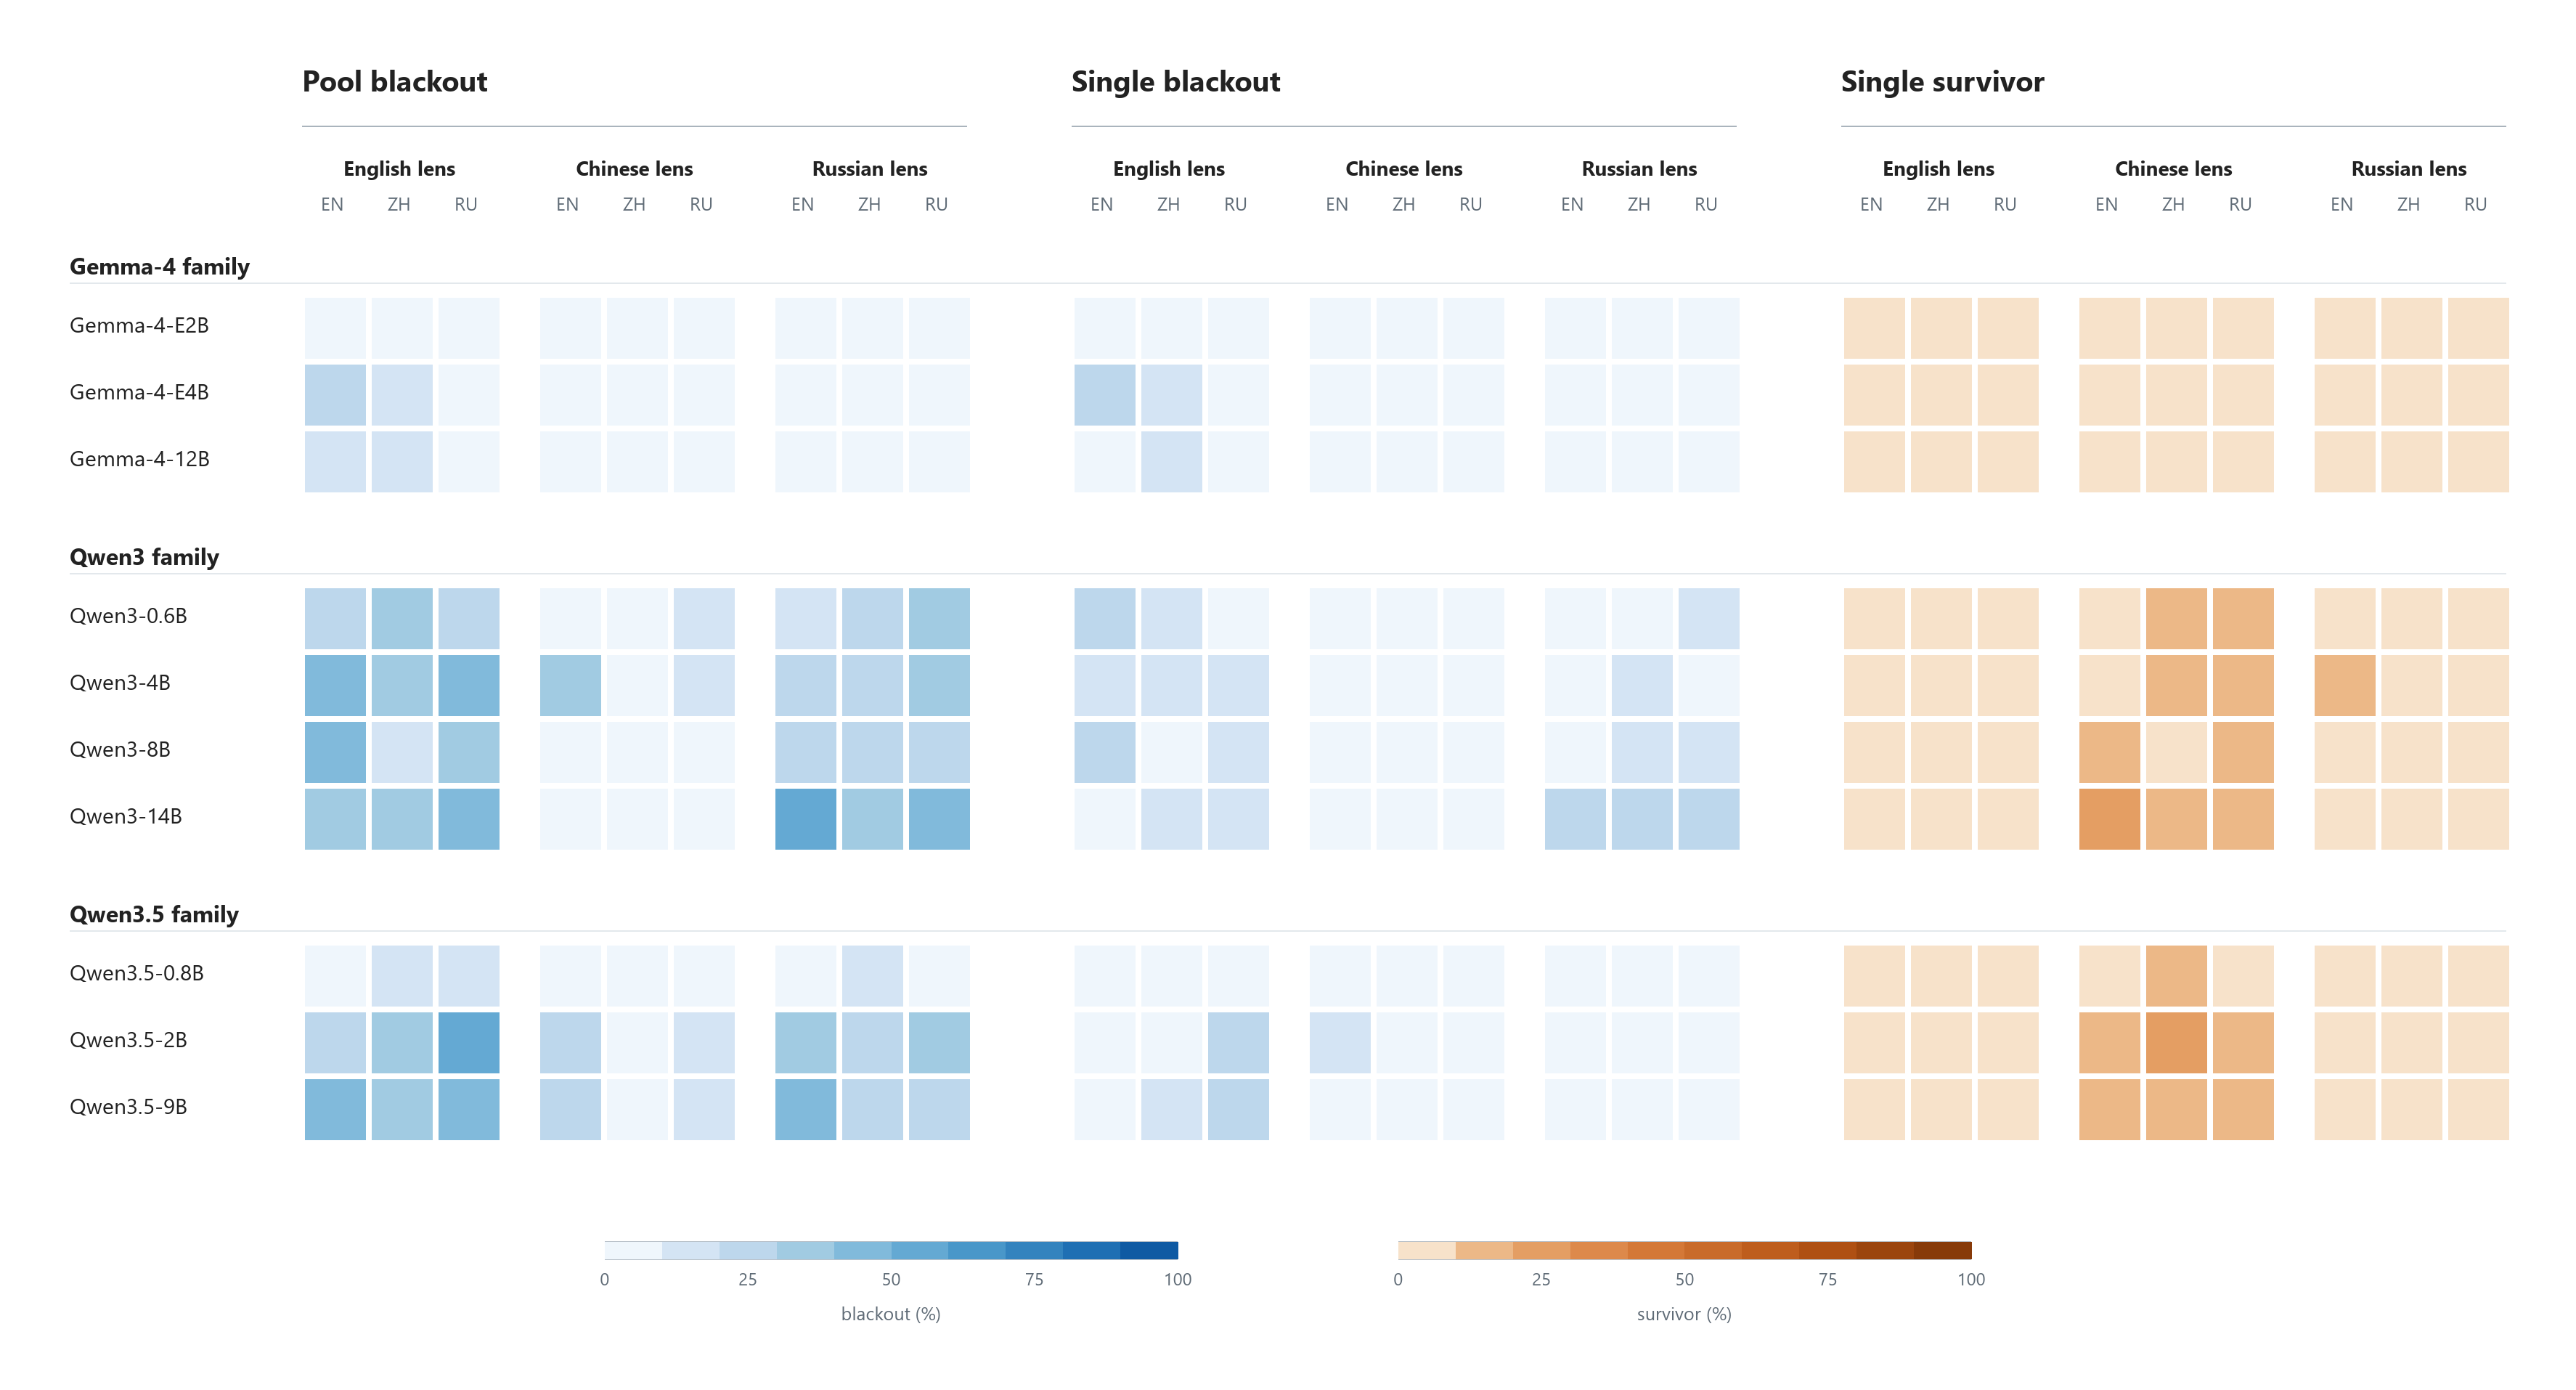 Pool blackout Single blackout Single survivor
English lens Chinese lens Russian lens English lens Chinese lens Russian lens English lens Chinese lens Russian lens
EN ZH RU EN ZH RU EN ZH RU EN ZH RU EN ZH RU EN ZH RU EN ZH RU EN ZH RU EN ZH RU
Gemma-4 family
Gemma-4-E2B
Gemma-4-E4B
Gemma-4-12B
Qwen3 family
Qwen3-0.6B
Qwen3-4B
Qwen3-8B
Qwen3-14B
Qwen3.5 family
Qwen3.5-0.8B
Qwen3.5-2B
Qwen3.5-9B
0 25 50 75 100 0 25 50 75 100
blackout (%) survivor (%)